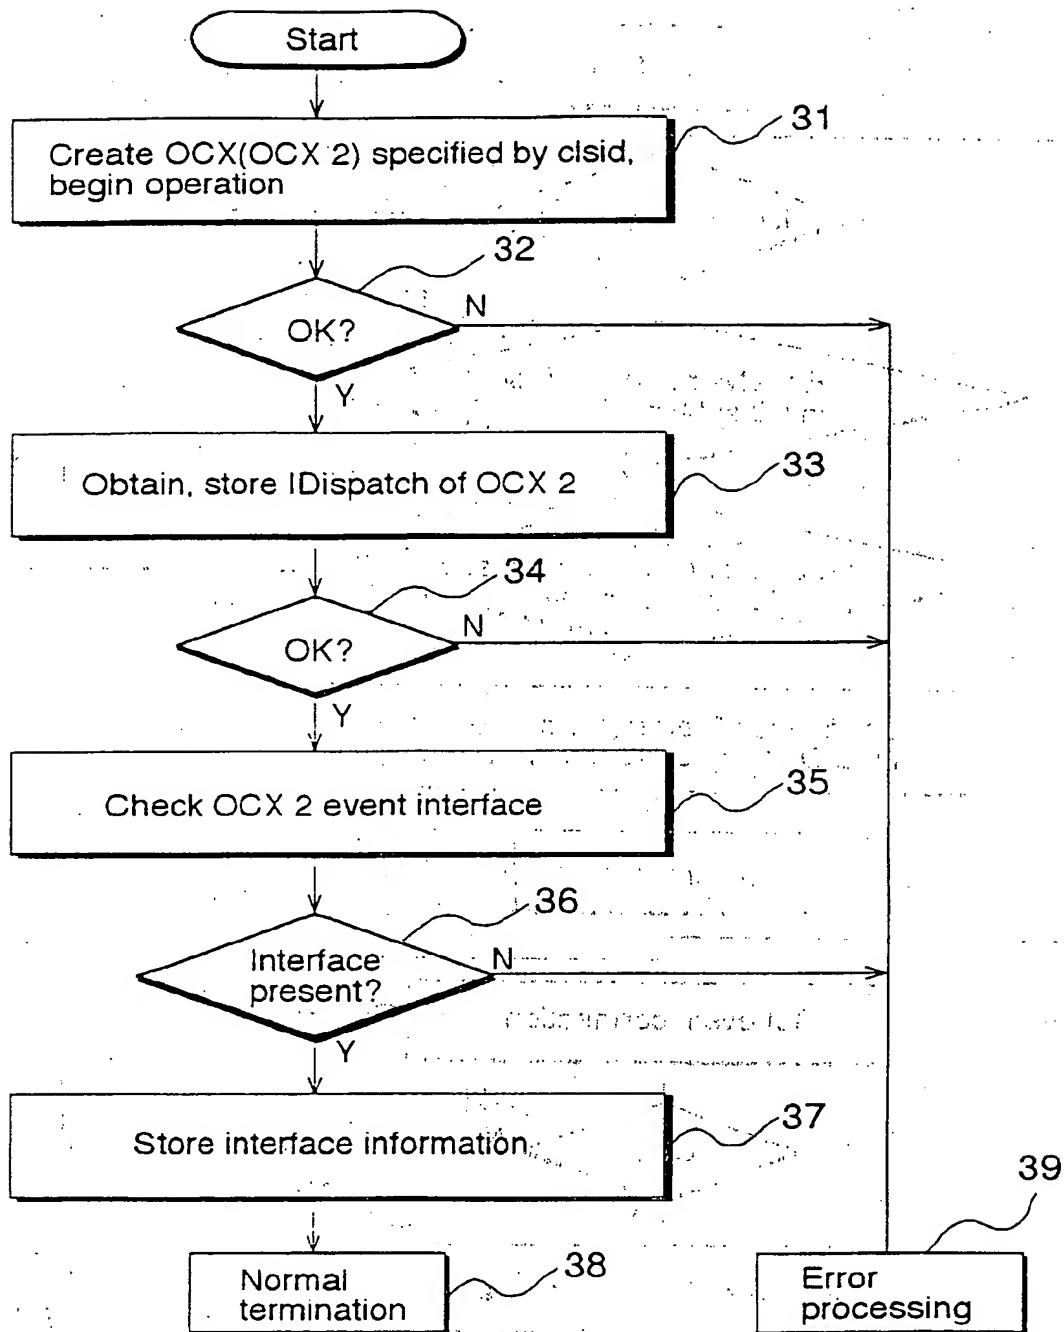 Start
31
Create OCX(OCX 2) specified by clsid,
begin operation
32
OK?
N
Y
33
Obtain, store IDispatch of OCX 2
34
OK?
N
Y
35
Check OCX 2 event interface
36
Interface
present?
N
Y
37
Store interface information
38
Normal
termination
39
Error
processing